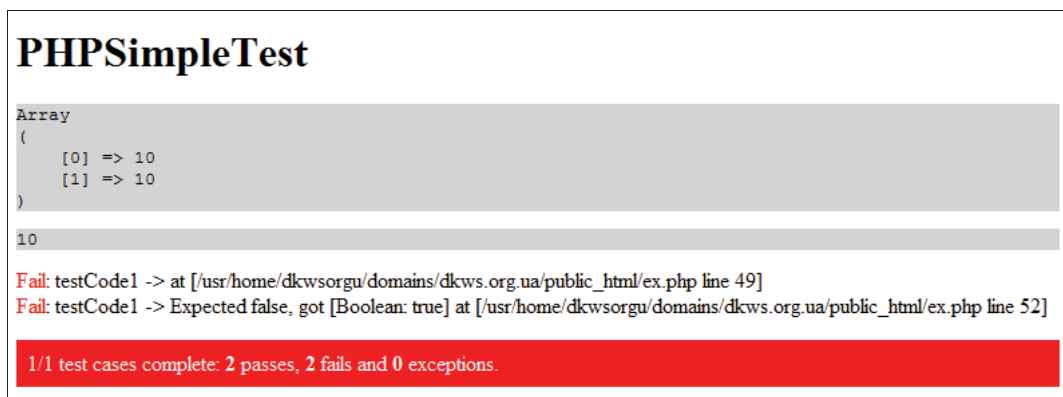 PHPSimpleTest
Array
(
    [0] => 10
    [1] => 10
)
10
Fail: testCode1 -> at [/usr/home/dkwsorgu/domains/dkws.org.ua/public_html/ex.php line 49]
Fail: testCode1 -> Expected false, got [Boolean: true] at [/usr/home/dkwsorgu/domains/dkws.org.ua/public_html/ex.php line 52]
1/1 test cases complete: 2 passes, 2 fails and 0 exceptions.